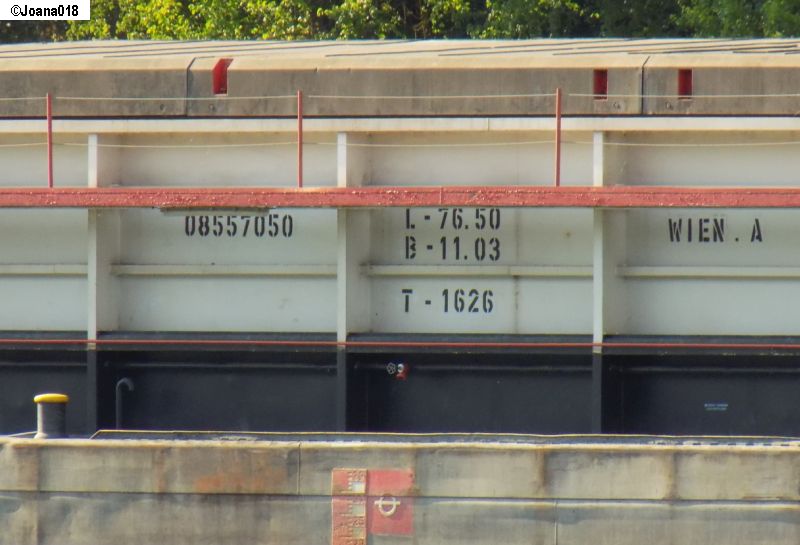 ©Joana018
08557050
L - 76.50
B - 11.03
T - 1626
WIEN . A